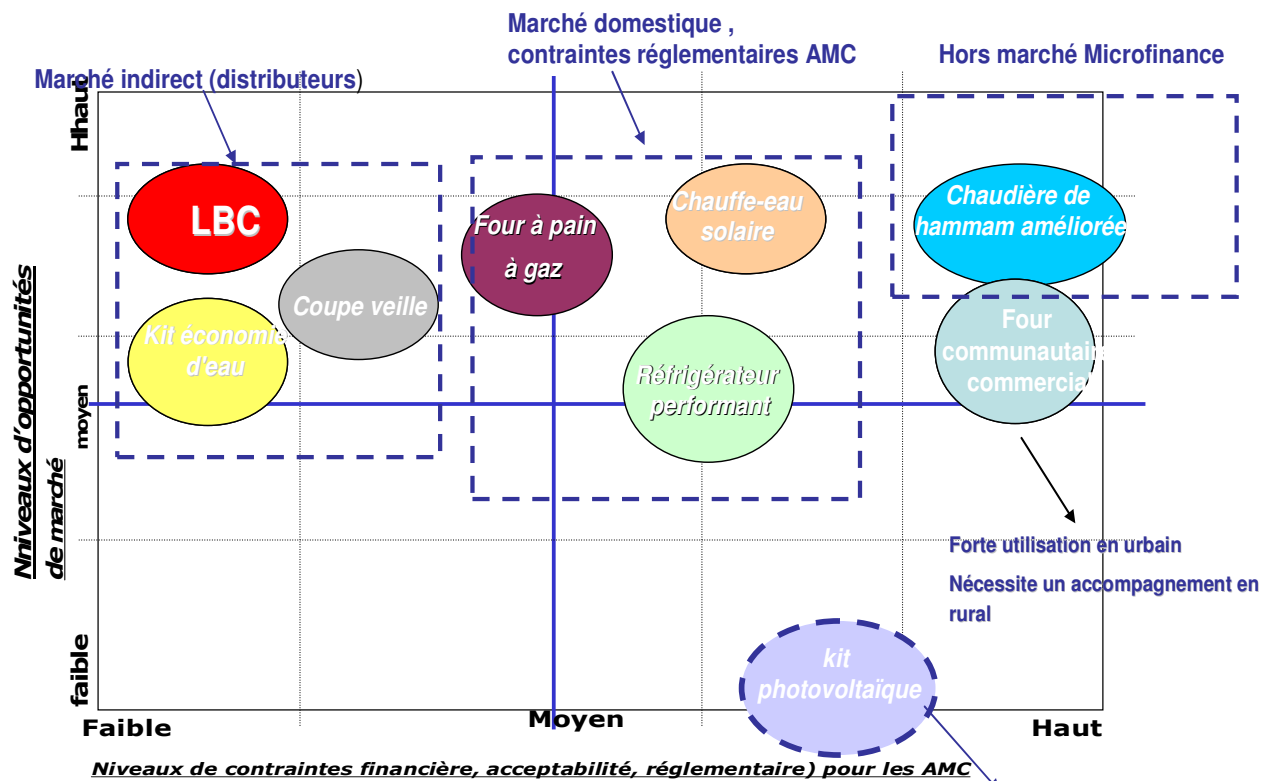 Marché domestique ,
contraintes réglementaires AMC
Hors marché Microfinance
Marché indirect (distributeurs)
Hhaut
LBC
Four à pain
à gaz
Chauffe-eau
solaire
Chaudière de
hammam améliorée
Coupe veille
Kit économie
d'eau
Réfrigérateur
performant
Four
communautaire
commercial
moyen
Nniveaux d'opportunités
de marché
Forte utilisation en urbain
Nécessite un accompagnement en
rural
faible
kit
photovoltaïque
Faible
Moyen
Haut
Niveaux de contraintes financière, acceptabilité, réglementaire) pour les AMC